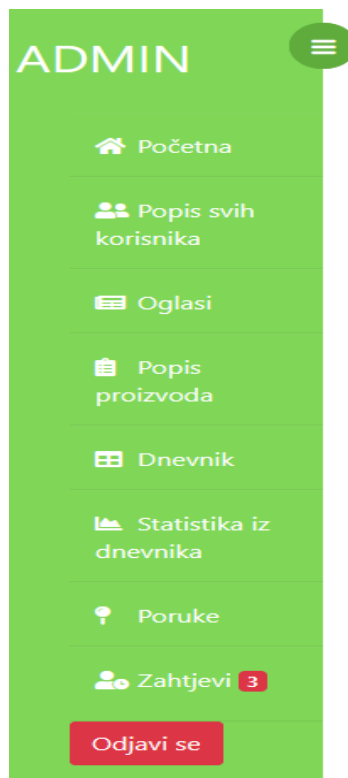 ADMIN
Početna
Popis svih
korisnika
Oglasi
Popis
proizvoda
Dnevnik
Statistika iz
dnevnika
Poruke
Zahtjevi 3
Odjavi se